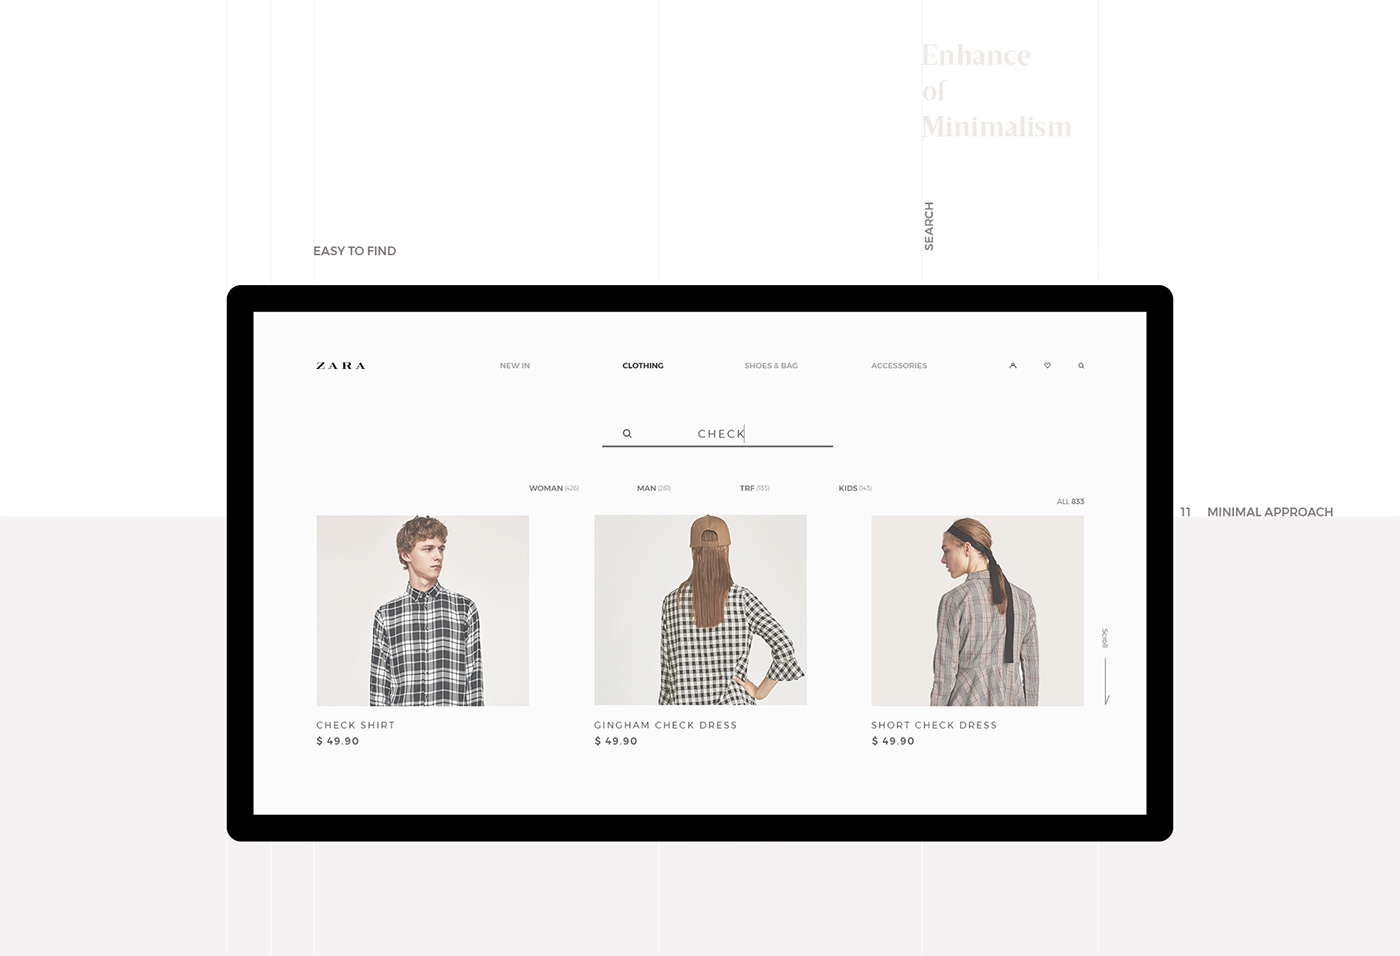 Enhance
of
Minimalism
SEARCH
EASY TO FIND
ZARA
NEW IN
CLOTHING
SHOES & BAG
ACCESSORIES
CHECK
WOMAN (426)
MAN (261)
TRF (135)
KIDS (143)
ALL 833
11 MINIMAL APPROACH
Scroll
CHECK SHIRT
$ 49.90
GINGHAM CHECK DRESS
$ 49.90
SHORT CHECK DRESS
$ 49.90